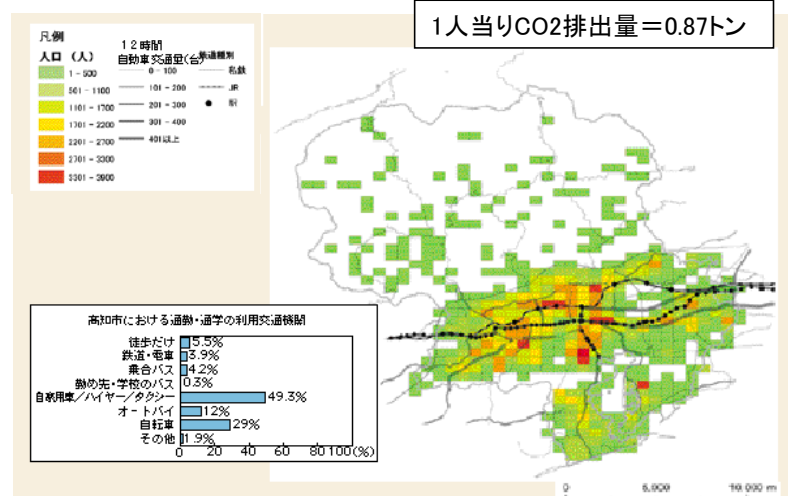 1人当りCO2排出量＝0.87トン
凡例
人口 (人)
1 - 500
501 - 1100
1101 - 1700
1701 - 2200
2201 - 2700
2701 - 3300
3301 - 3900
12時間
自動車交通量(台)
0 - 100
101 - 200
201 - 300
301 - 400
401以上
鉄道種別
私鉄
JR
駅
高知市における通勤・通学の利用交通機関
徒歩だけ 5.5%
鉄道・電車 3.9%
乗合バス 4.2%
勤め先・学校のバス 0.3%
自家用車/ハイヤー/タクシー 49.3%
オートバイ 12%
自転車 29%
その他 1.9%
0 20 40 60 80 100(%)
0 5,000 10,000 m